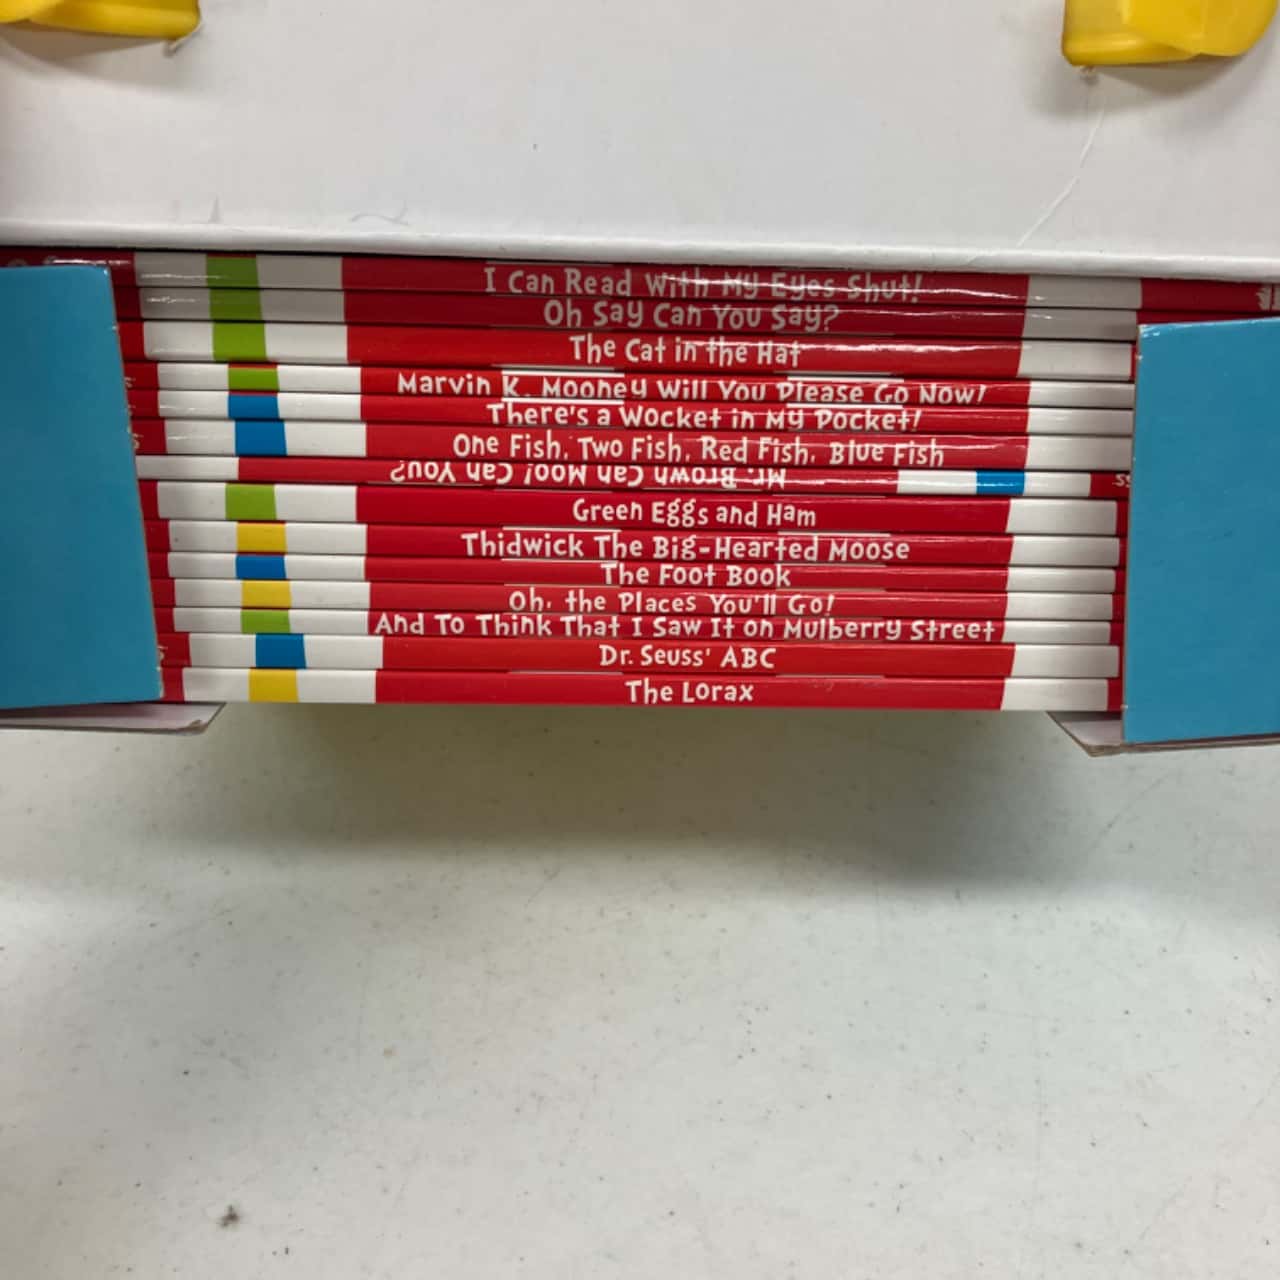 I Can Read With My Eyes Shut!
Oh Say Can You Say?
The Cat in the Hat
Marvin K. Mooney Will You Please Go Now!
There's a Wocket in My Pocket!
One Fish, Two Fish, Red Fish, Blue Fish
Mr. Brown Can Moo! Can You?
Green Eggs and Ham
Thidwick The Big-Hearted Moose
The Foot Book
Oh, the Places You'll Go!
And To Think That I Saw It on Mulberry Street
Dr. Seuss' ABC
The Lorax